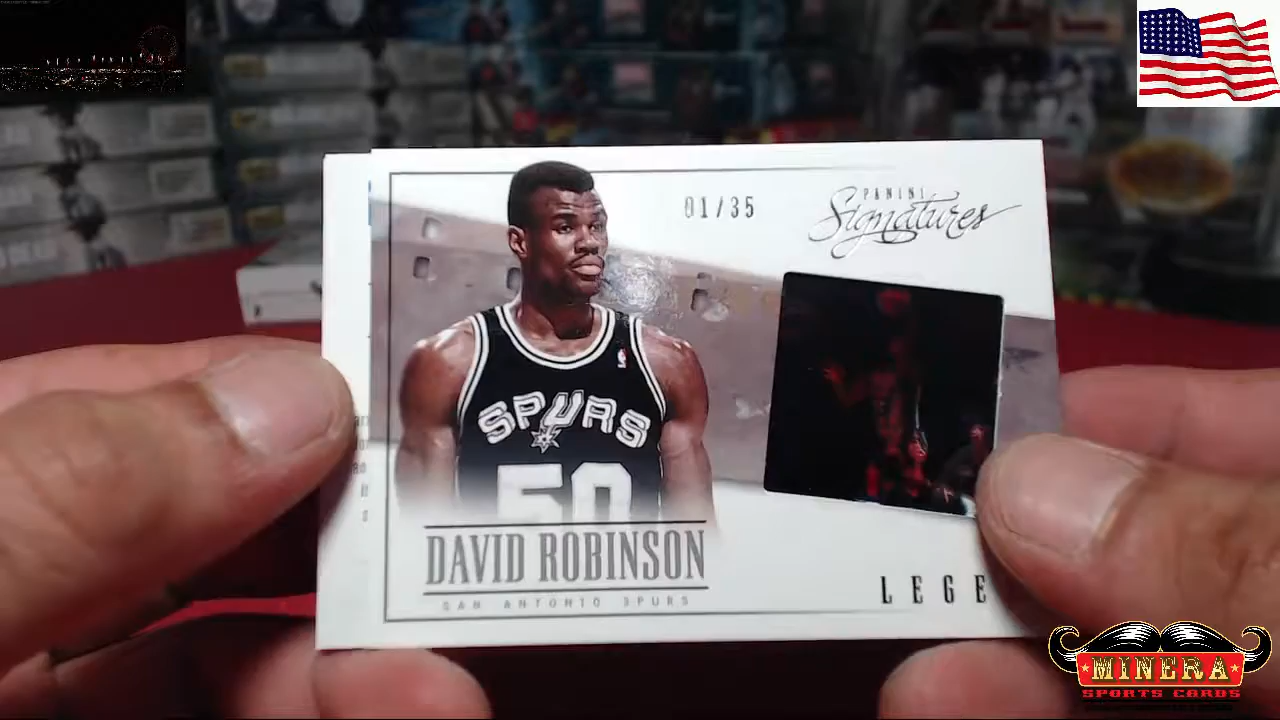 01/35
PANINI
Signatures
SPURS
50
DAVID ROBINSON
SAN ANTONIO SPURS
LEGE
MINERA
SPORTS CARDS